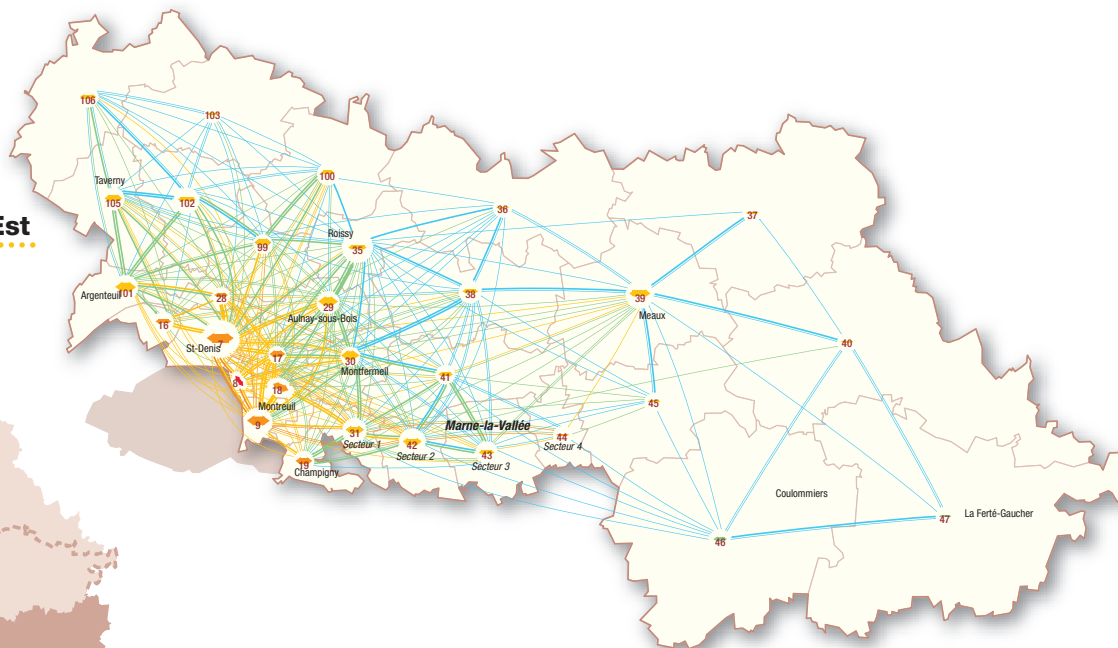 106
103
100
Taverny
105
102
36
37
Est
Roissy
35
99
101
Argenteuil
28
29
38
39
Aulnay-sous-Bois
Meaux
16
7
St-Denis
40
17
30
Montfermeil
41
8
18
45
Montreuil
9
31
Marne-la-Vallée
44
Secteur 1
42
Secteur 4
Secteur 2
43
Secteur 3
19
Champigny
Coulommiers
47
La Ferté-Gaucher
46